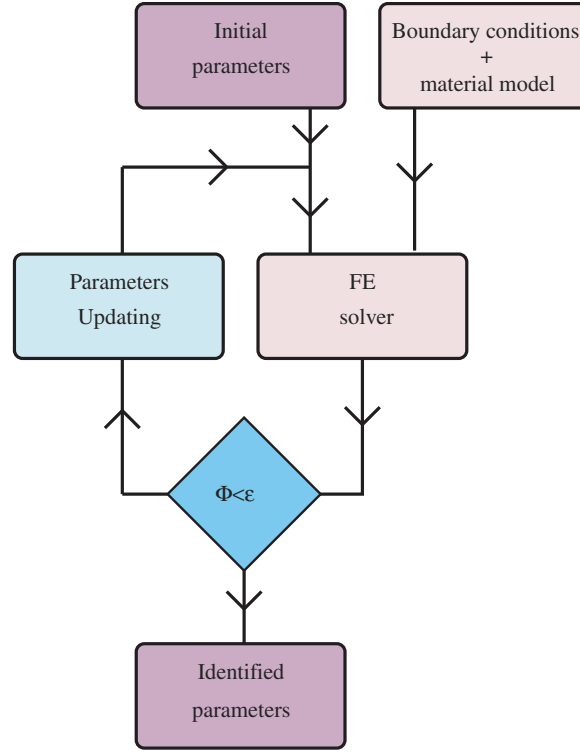 Initial
parameters
Boundary conditions
+
material model
Parameters
Updating
FE
solver
Φ<ε
Identified
parameters